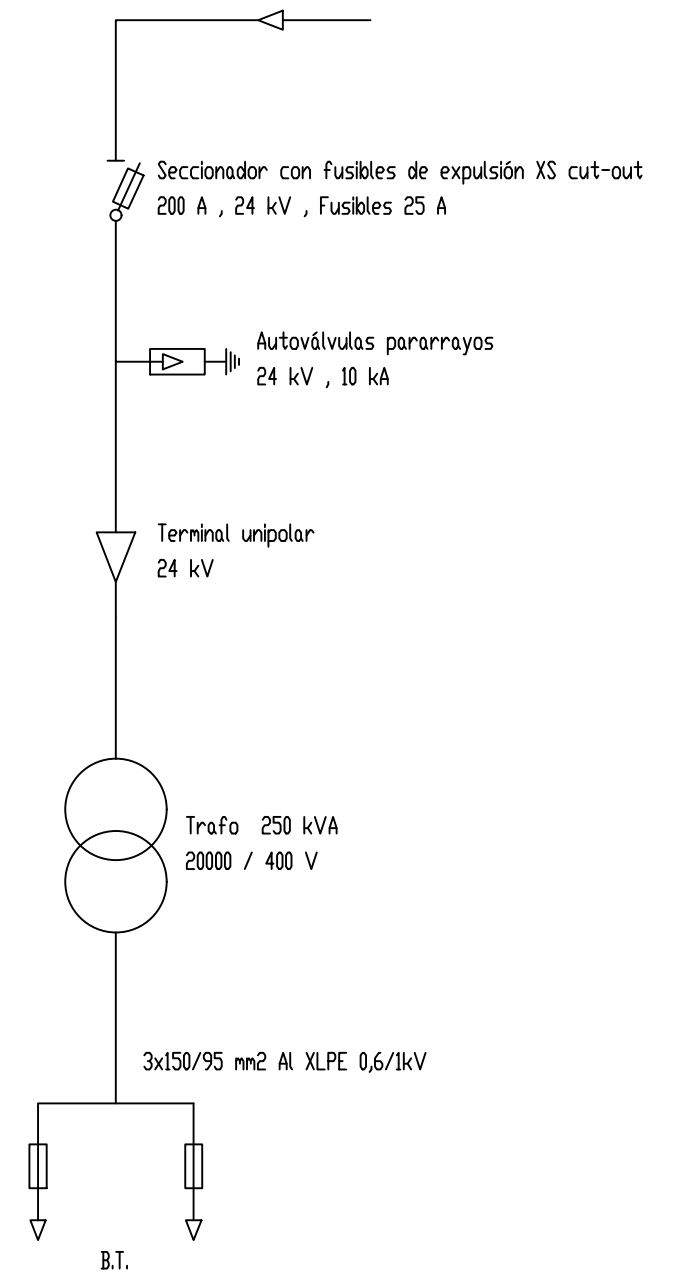 Seccionador con fusibles de expulsión XS cut-out
200 A , 24 kV , Fusibles 25 A
Autoválvulas pararrayos
24 kV , 10 kA
Terminal unipolar
24 kV
Trafo 250 kVA
20000 / 400 V
3x150/95 mm2 Al XLPE 0,6/1kV
B.T.